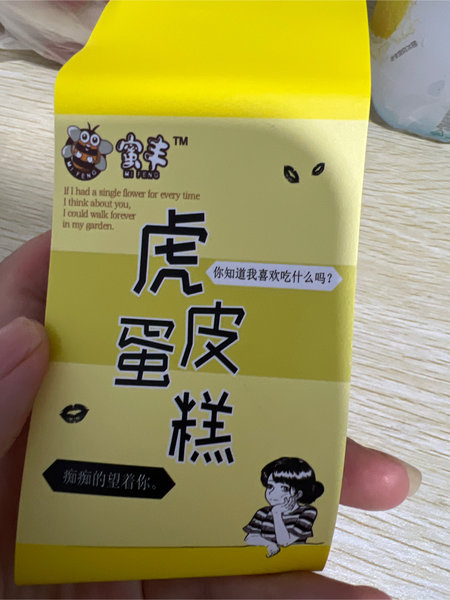 蜜丰™
MI FENG
MI FENG
If I had a single flower for every time
I think about you,
I could walk forever
in my garden.
虎皮蛋糕
你知道我喜欢吃什么吗？
痴痴的望着你。